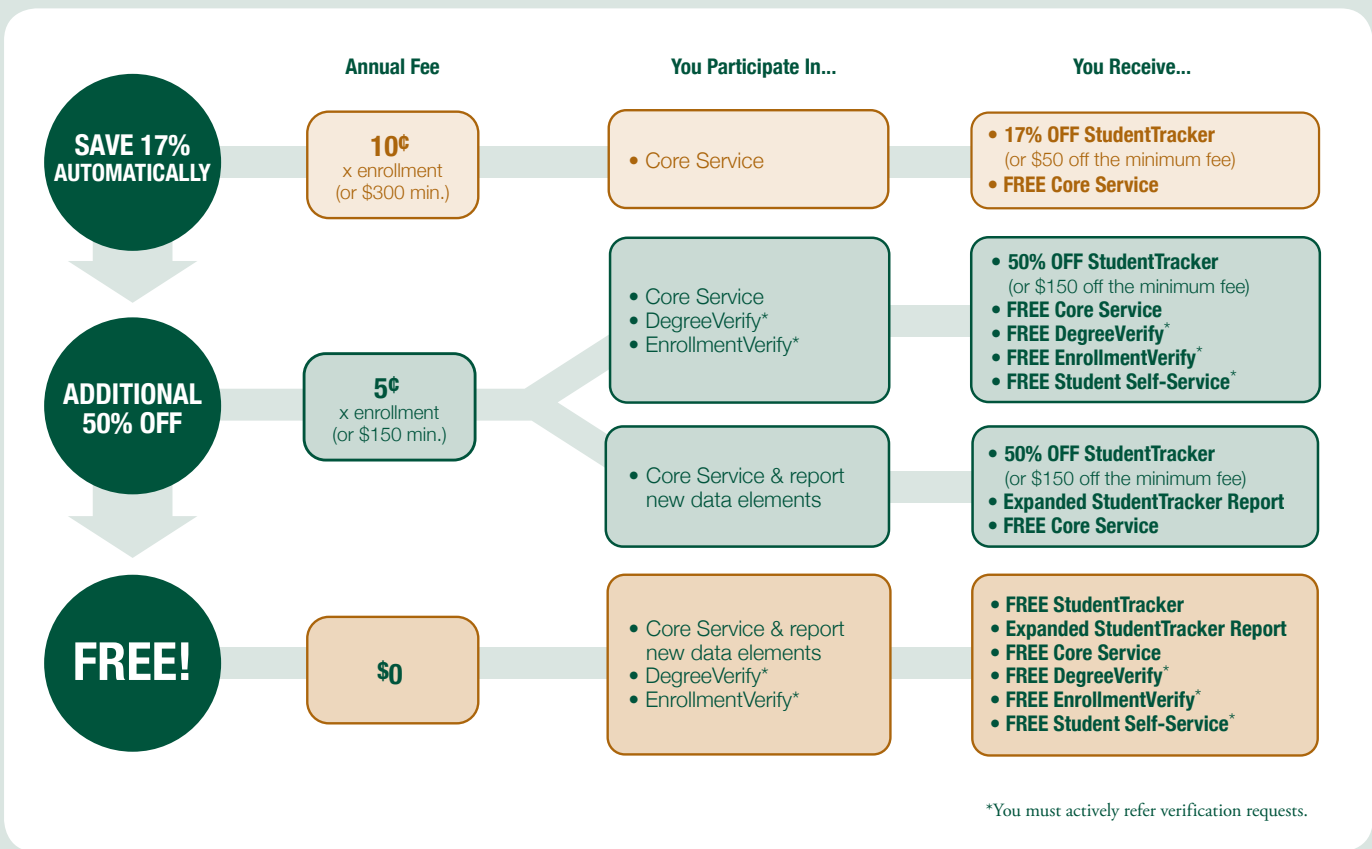 Annual Fee
You Participate In...
You Receive...
SAVE 17%
AUTOMATICALLY
10¢
x enrollment
(or $300 min.)
• Core Service
• 17% OFF StudentTracker
(or $50 off the minimum fee)
• FREE Core Service
ADDITIONAL
50% OFF
5¢
x enrollment
(or $150 min.)
• Core Service
• DegreeVerify*
• EnrollmentVerify*
• 50% OFF StudentTracker
(or $150 off the minimum fee)
• FREE Core Service
• FREE DegreeVerify*
• FREE EnrollmentVerify*
• FREE Student Self-Service*
• Core Service & report
new data elements
• 50% OFF StudentTracker
(or $150 off the minimum fee)
• Expanded StudentTracker Report
• FREE Core Service
FREE!
$0
• Core Service & report
new data elements
• DegreeVerify*
• EnrollmentVerify*
• FREE StudentTracker
• Expanded StudentTracker Report
• FREE Core Service
• FREE DegreeVerify*
• FREE EnrollmentVerify*
• FREE Student Self-Service*
*You must actively refer verification requests.